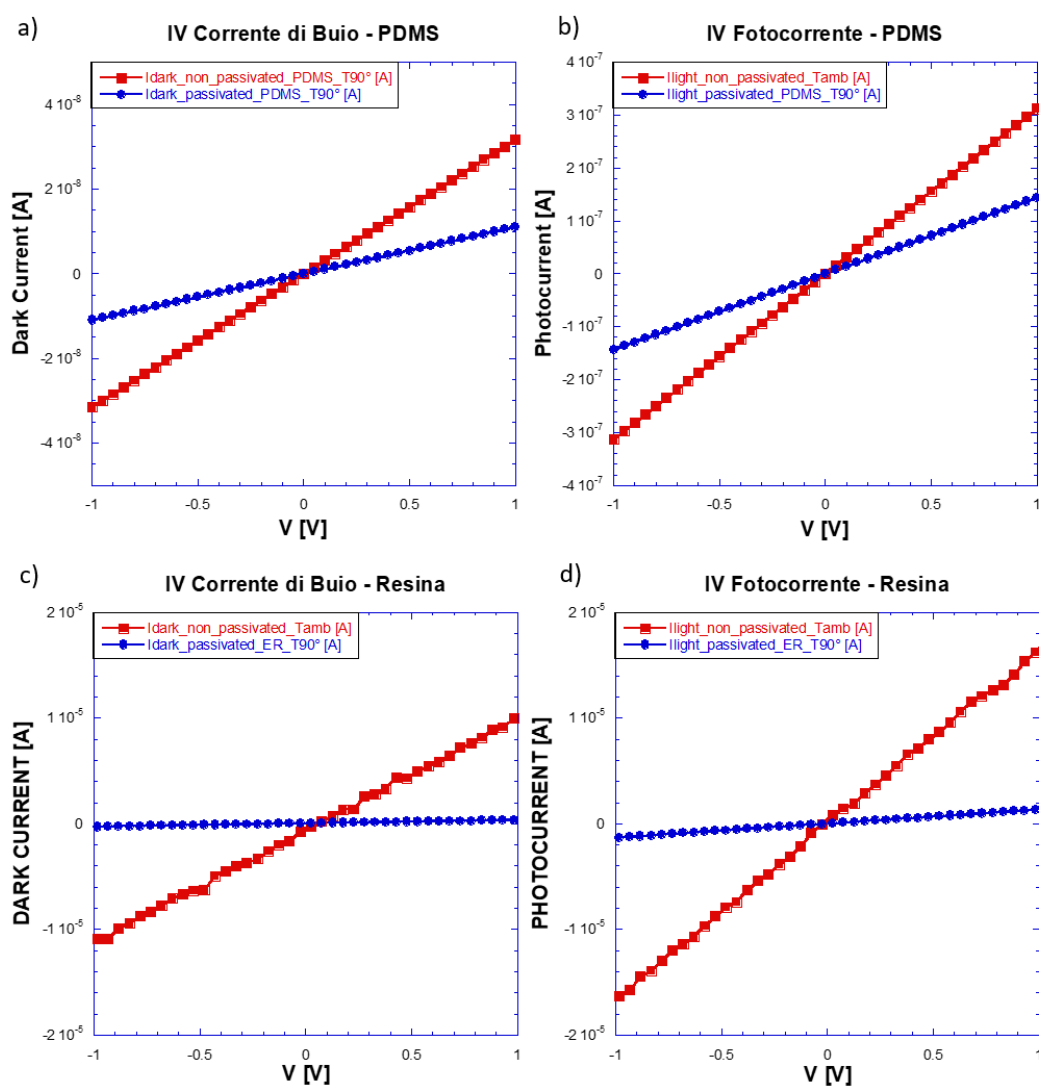 a)
IV Corrente di Buio - PDMS
Idark_non_passivated_PDMS_T90° [A]
Idark_passivated_PDMS_T90° [A]
4 10⁻⁸
2 10⁻⁸
0
-2 10⁻⁸
-4 10⁻⁸
Dark Current [A]
-1 -0.5 0 0.5 1
V [V]
b)
IV Fotocorrente - PDMS
Ilight_non_passivated_Tamb [A]
Ilight_passivated_PDMS_T90° [A]
4 10⁻⁷
3 10⁻⁷
2 10⁻⁷
1 10⁻⁷
0
-1 10⁻⁷
-2 10⁻⁷
-3 10⁻⁷
-4 10⁻⁷
Photocurrent [A]
-1 -0.5 0 0.5 1
V [V]
c)
IV Corrente di Buio - Resina
Idark_non_passivated_Tamb [A]
Idark_passivated_ER_T90° [A]
2 10⁻⁵
1 10⁻⁵
0
-1 10⁻⁵
-2 10⁻⁵
DARK CURRENT [A]
-1 -0.5 0 0.5 1
V [V]
d)
IV Fotocorrente - Resina
Ilight_non_passivated_Tamb [A]
Ilight_passivated_ER_T90° [A]
2 10⁻⁵
1 10⁻⁵
0
-1 10⁻⁵
-2 10⁻⁵
PHOTOCURRENT [A]
-1 -0.5 0 0.5 1
V [V]